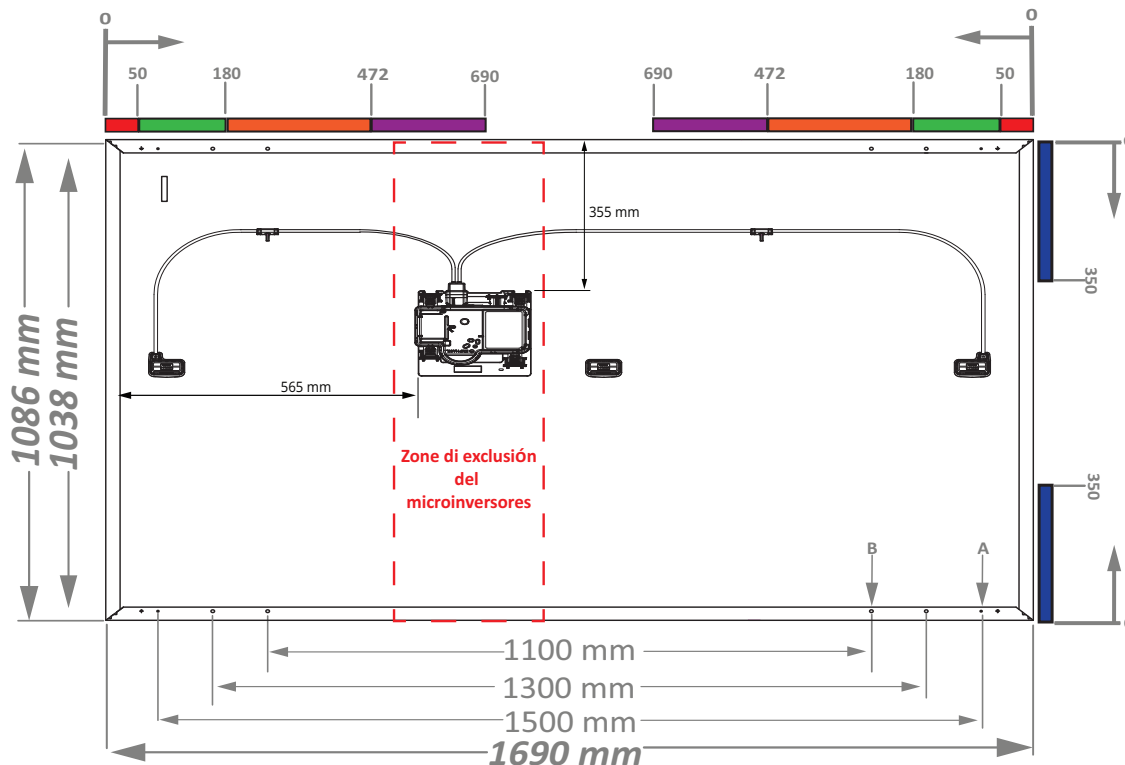 0 0
50 180 472 690 690 472 180 50
355 mm
350
565 mm
1086 mm
1038 mm
Zone di exclusión
del
microinversores
350
B A
1100 mm
1300 mm
1500 mm
1690 mm